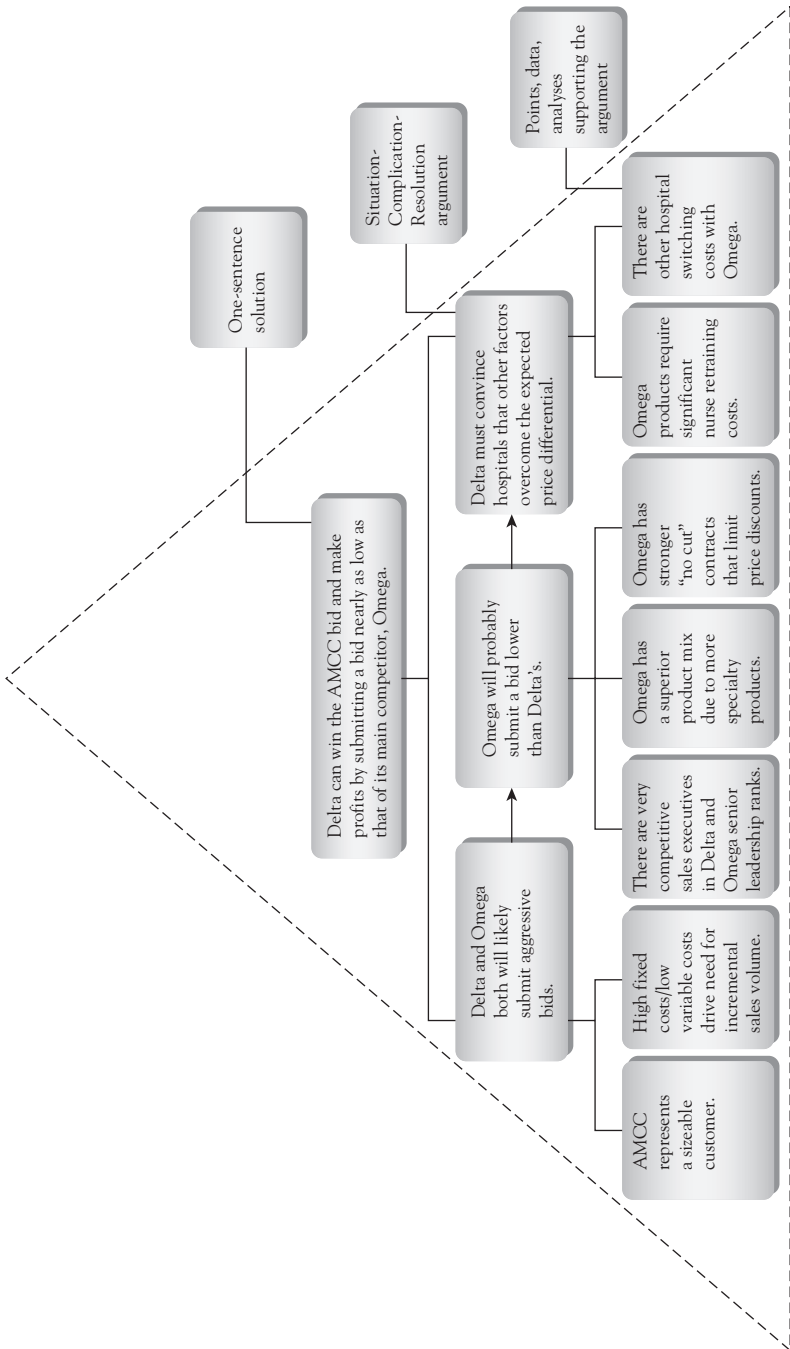 One-sentence
solution
Situation-
Complication-
Resolution
argument
Points, data,
analyses
supporting the
argument
Delta can win the AMCC bid and make
profits by submitting a bid nearly as low as
that of its main competitor, Omega.
Delta and Omega
both will likely
submit aggressive
bids.
Omega will probably
submit a bid lower
than Delta’s.
Delta must convince
hospitals that other factors
overcome the expected
price differential.
AMCC
represents
a sizeable
customer.
High fixed
costs/low
variable costs
drive need for
incremental
sales volume.
There are very
competitive
sales executives
in Delta and
Omega senior
leadership ranks.
Omega has
a superior
product mix
due to more
specialty
products.
Omega has
stronger
“no cut”
contracts
that limit
price discounts.
Omega
products require
significant
nurse retraining
costs.
There are
other hospital
switching
costs with
Omega.